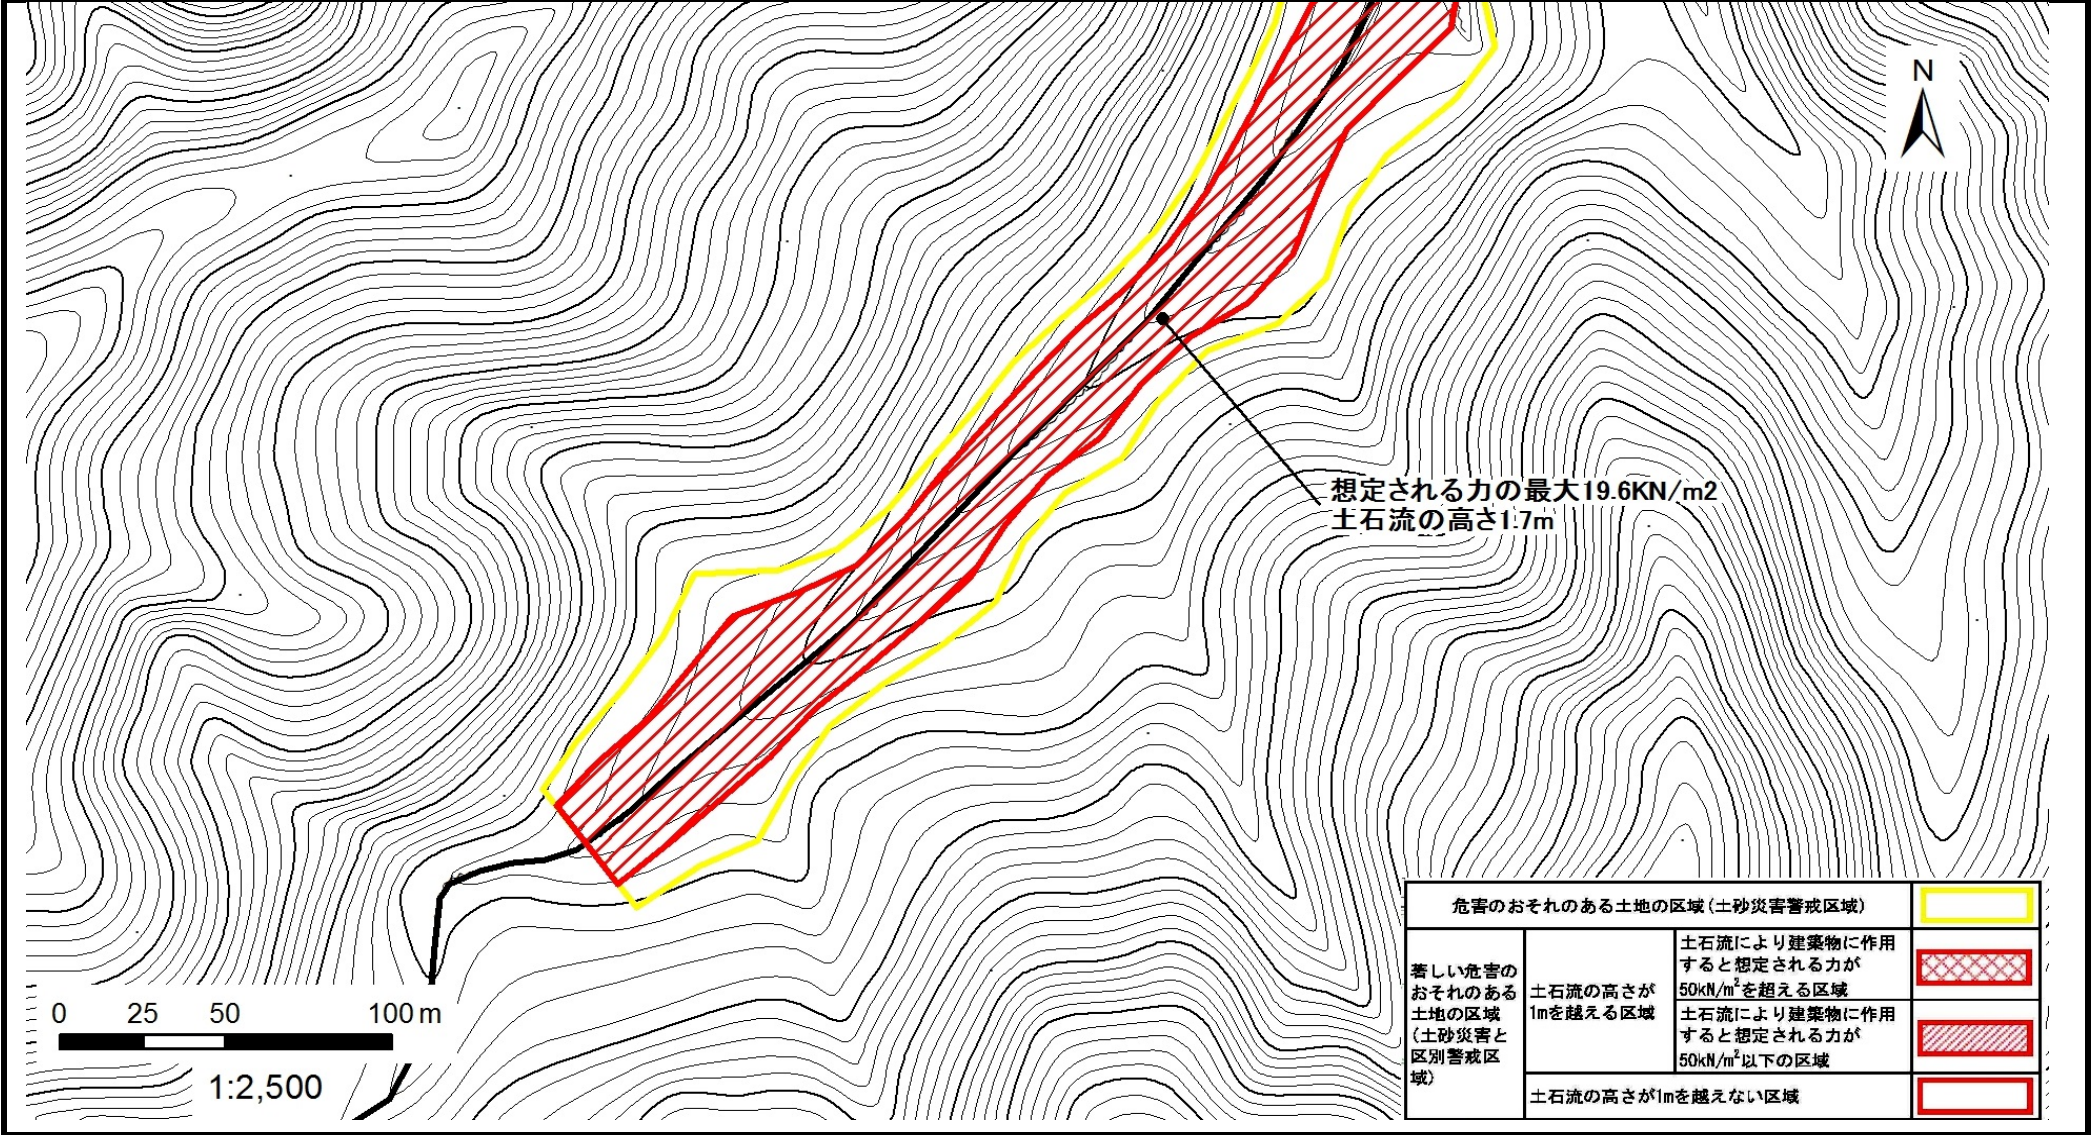 N
想定される力の最大19.6KN/m2
土石流の高さ1.7m
0 25 50 100m
1:2,500
危害のおそれのある土地の区域(土砂災害警戒区域)
著しい危害の
おそれのある
土地の区域
(土砂災害と
区別警戒区
域)
土石流の高さが
1mを越える区域
土石流により建築物に作用
すると想定される力が
50kN/m²を超える区域
土石流により建築物に作用
すると想定される力が
50kN/m²以下の区域
土石流の高さが1mを越えない区域